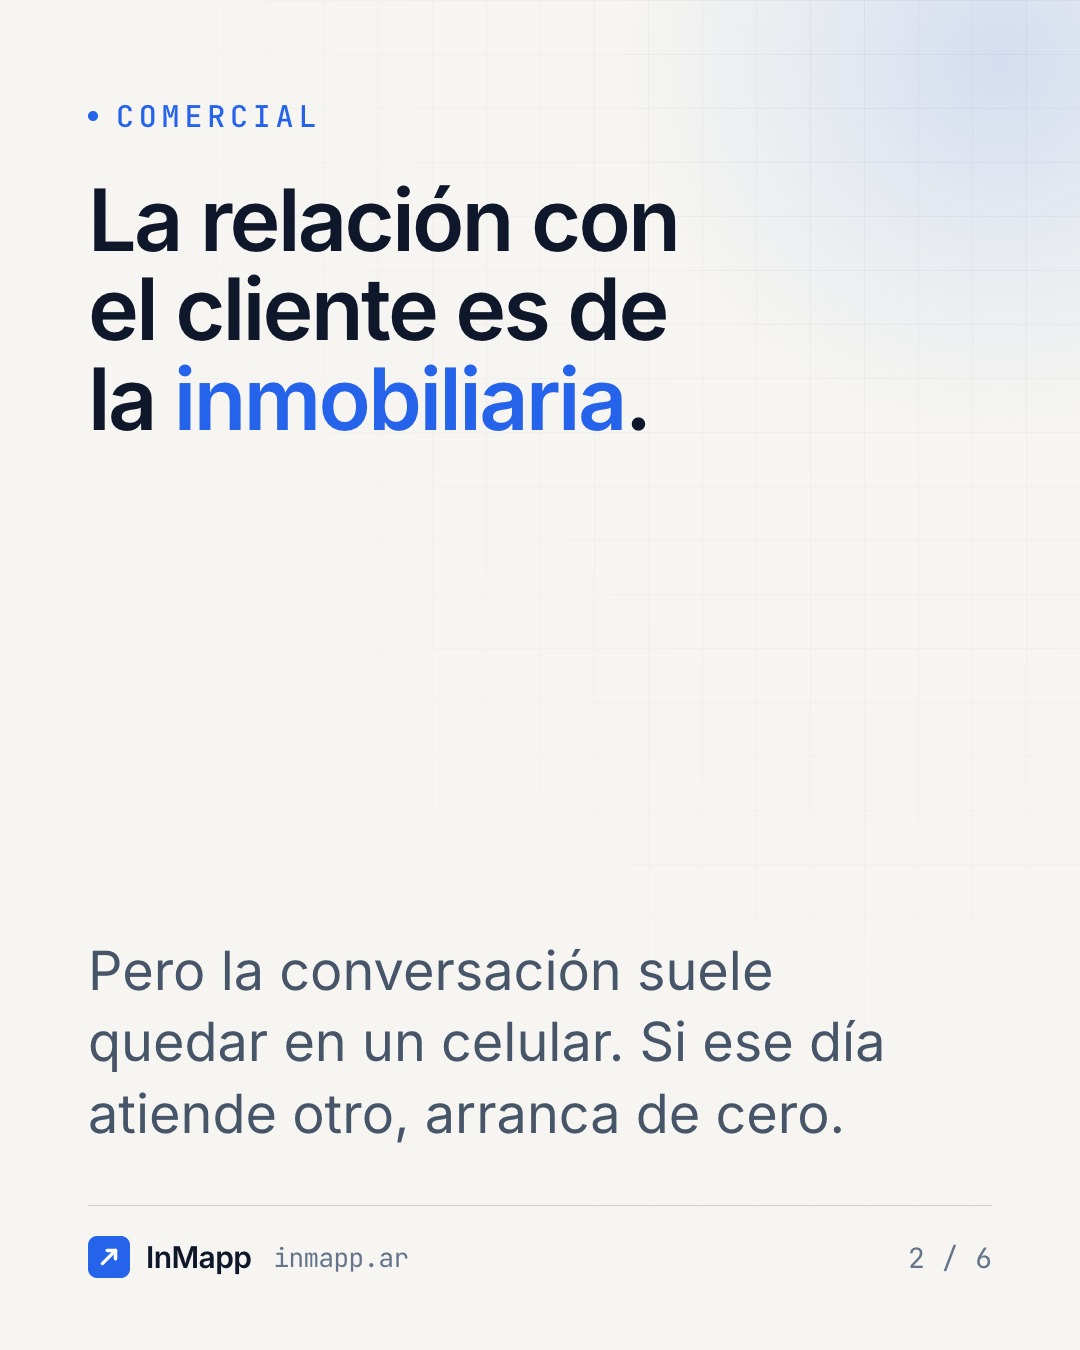 • COMERCIAL
La relación con
el cliente es de
la inmobiliaria.
Pero la conversación suele
quedar en un celular. Si ese día
atiende otro, arranca de cero.
InMapp inmapp.ar 2 / 6